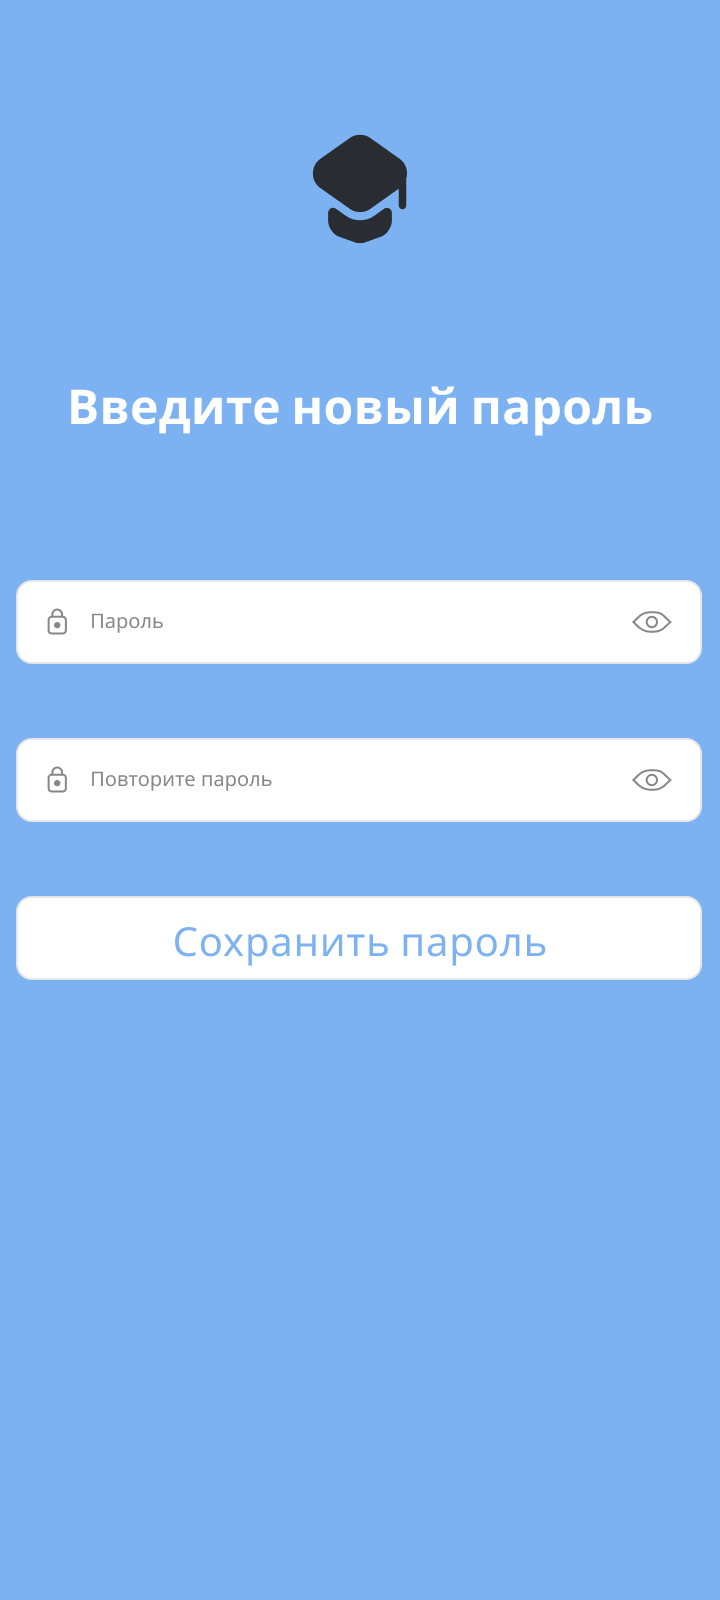 Введите новый пароль
Пароль
Повторите пароль
Сохранить пароль